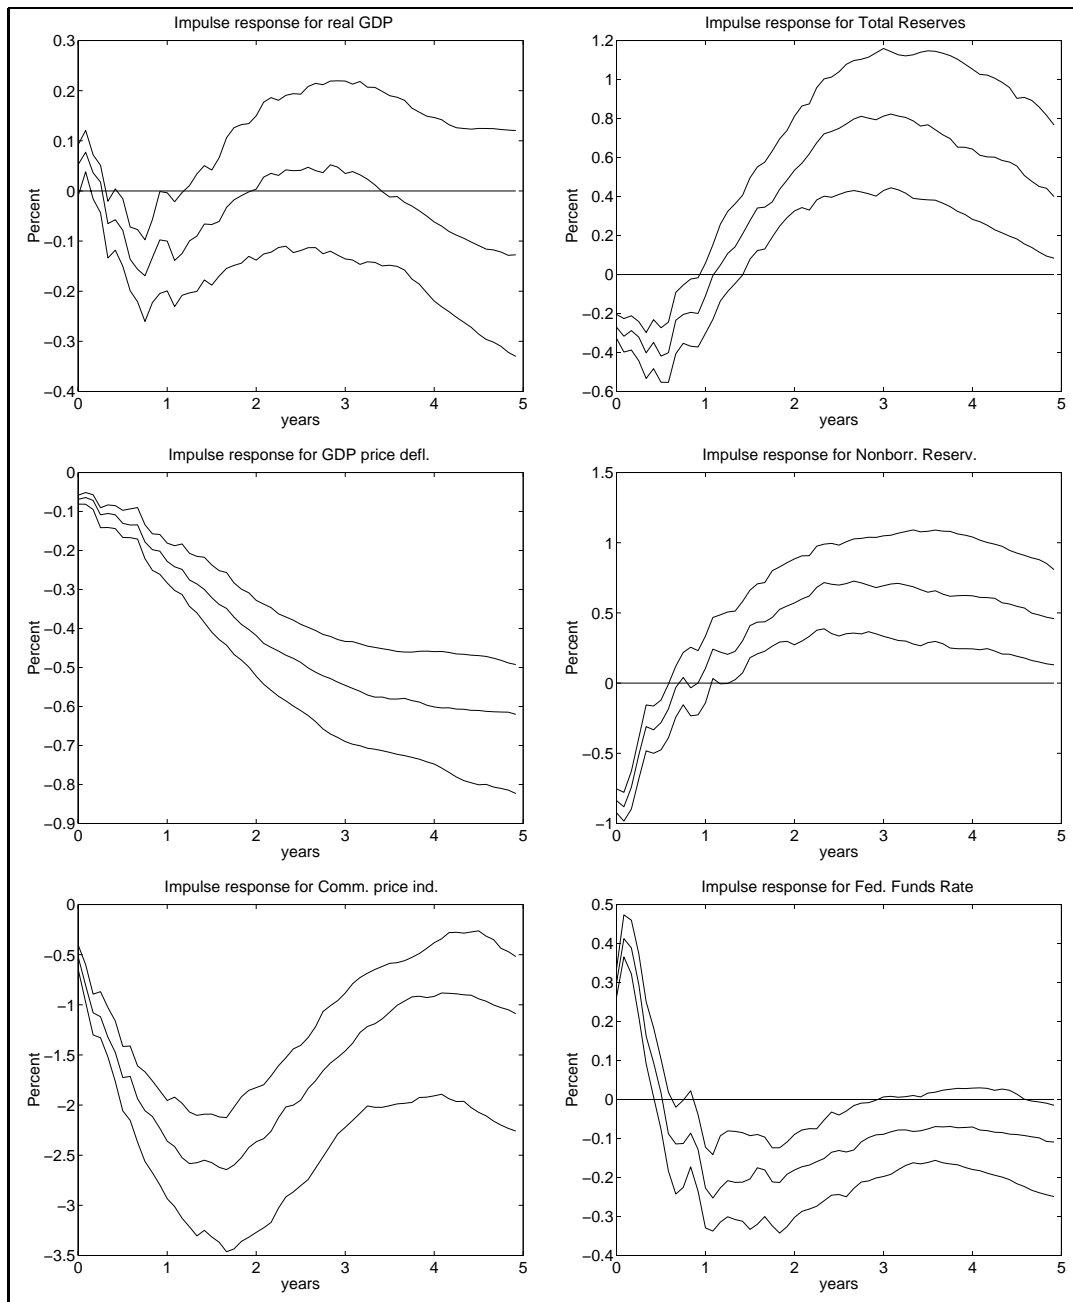 Impulse response for real GDP
0.3
0.2
0.1
0
−0.1
−0.2
−0.3
−0.4
Percent
0 1 2 3 4 5
years
Impulse response for Total Reserves
1.2
1
0.8
0.6
0.4
0.2
0
−0.2
−0.4
−0.6
Percent
0 1 2 3 4 5
years
Impulse response for GDP price defl.
0
−0.1
−0.2
−0.3
−0.4
−0.5
−0.6
−0.7
−0.8
−0.9
Percent
0 1 2 3 4 5
years
Impulse response for Nonborr. Reserv.
1.5
1
0.5
0
−0.5
−1
Percent
0 1 2 3 4 5
years
Impulse response for Comm. price ind.
0
−0.5
−1
−1.5
−2
−2.5
−3
−3.5
Percent
0 1 2 3 4 5
years
Impulse response for Fed. Funds Rate
0.5
0.4
0.3
0.2
0.1
0
−0.1
−0.2
−0.3
−0.4
Percent
0 1 2 3 4 5
years